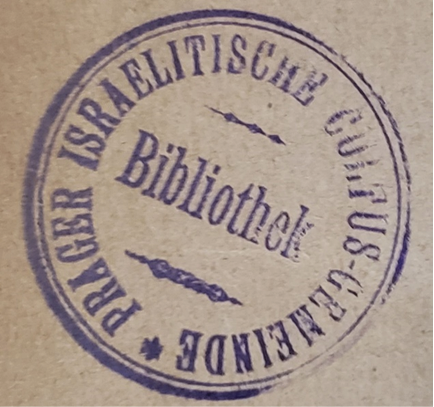 PRAGER ISRAELITISCHE CULTUS-GEMEINDE *
Bibliothek